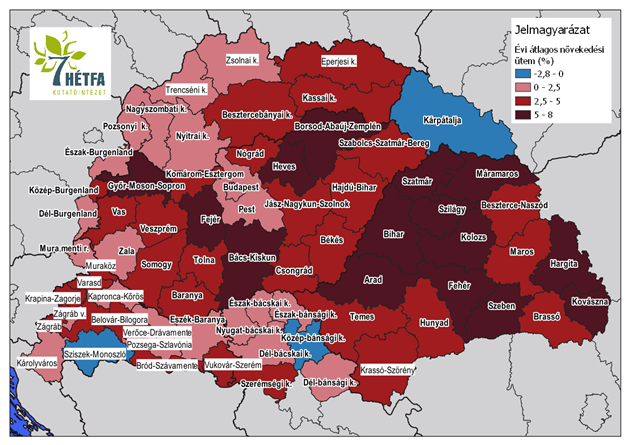 7
HÉTFA
KUTATÓINTÉZET
Jelmagyarázat
Évi átlagos növekedési
ütem (%)
-2,8 - 0
0 - 2,5
2,5 - 5
5 - 8
Zsolnai k.
Eperjesi k.
Trencséni k.
Kassai k.
Nagyszombati k.
Besztercebányai k.
Borsod-Abaúj-Zemplén
Kárpátalja
Pozsonyi k.
Nyitrai k.
Szabolcs-Szatmár-Bereg
Észak-Burgenland
Nógrád
Heves
Komárom-Esztergom
Máramaros
Közép-Burgenland
Győr-Moson-Sopron
Budapest
Hajdú-Bihar
Szatmár
Dél-Burgenland
Vas
Fejér
Pest
Jász-Nagykun-Szolnok
Szilágy
Beszterce-Naszód
Veszprém
Bihar
Kolozs
Mura menti r.
Zala
Békés
Maros
Muraköz
Somogy
Tolna
Bács-Kiskun
Hargita
Csongrád
Arad
Fehér
Varasd
Krapina-Zagorje
Kapronca-Kőrös
Baranya
Észak-bácskai k.
Kovászna
Zágráb v.
Belovár-Bilogora
Eszék-Baranya
Észak-bánsági k.
Temes
Szeben
Zágráb
Verőce-Drávamente
Nyugat-bácskai k.
Hunyad
Brassó
Sziszek-Monoszló
Pozsega-Szlavónia
Közép-bánsági k.
Károlyváros
Bród-Szávamente
Vukovár-Szerém
Dél-bácskai k.
Krassó-Szörény
Szerémségi k.
Dél-bánsági k.